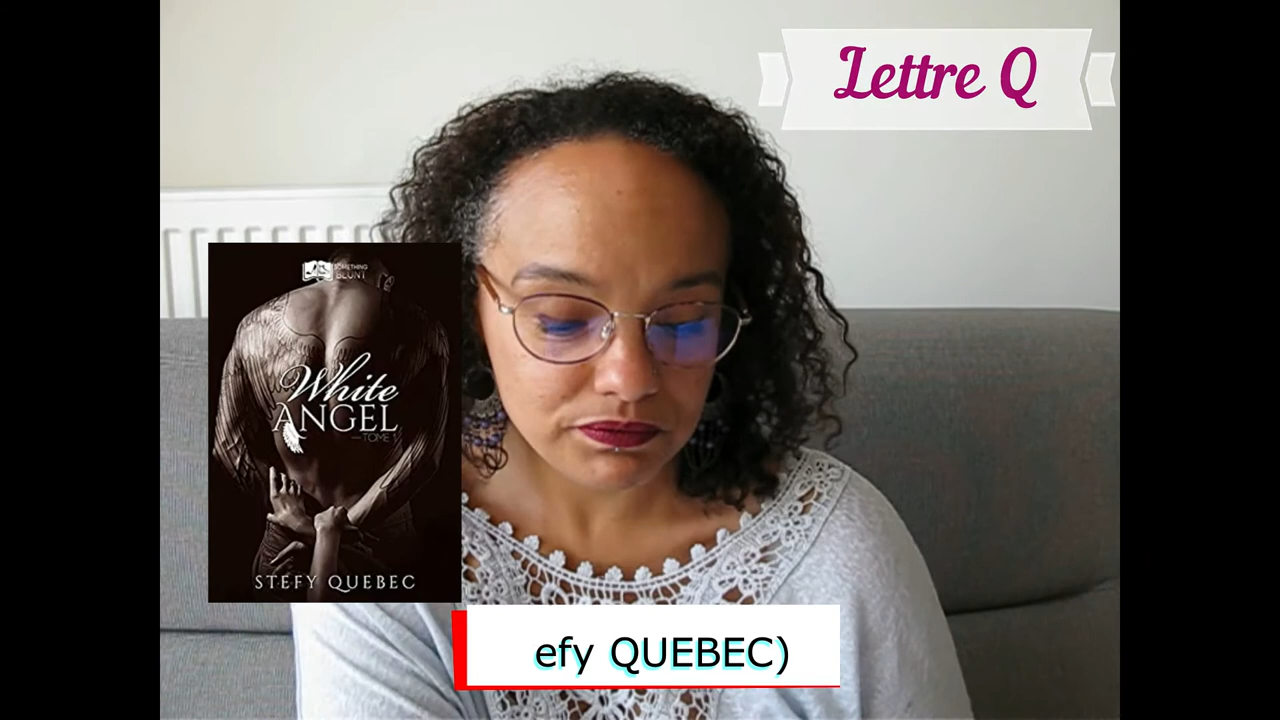 Lettre Q
SOMETHING
BLUNT
White
ANGEL
—TOME 1
STEFY QUEBEC
efy QUEBEC)